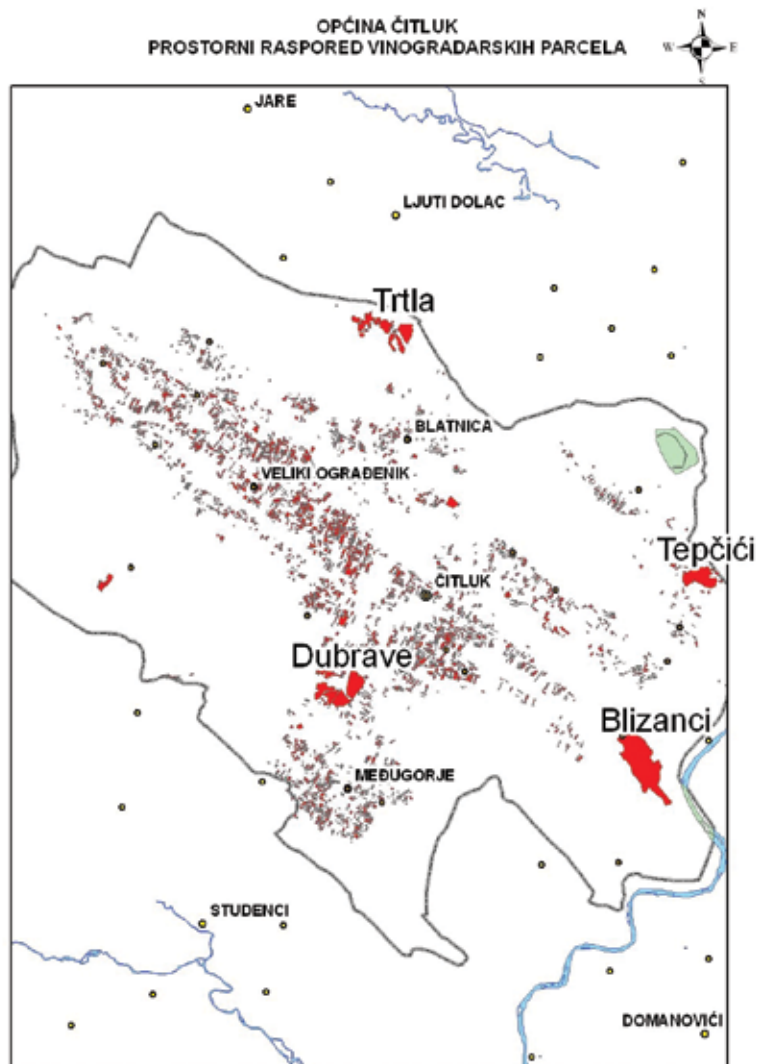 OPĆINA ČITLUK
PROSTORNI RASPORED VINOGRADARSKIH PARCELA
N
W
E
S
JARE
LJUTI DOLAC
Trtla
BLATNICA
VELIKI OGRAĐENIK
Tepčići
ČITLUK
Dubrave
Blizanci
MEĐUGORJE
STUDENCI
DOMANOVIĆI